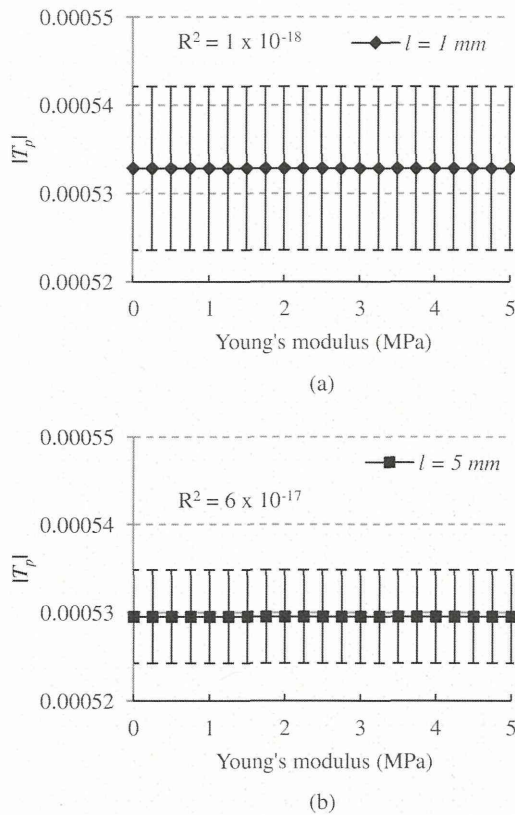 0.00055
R² = 1 x 10⁻¹⁸
l = 1 mm
0.00054
|Tₚ|
0.00053
0.00052
0 1 2 3 4 5
Young's modulus (MPa)
(a)
0.00055
l = 5 mm
R² = 6 x 10⁻¹⁷
0.00054
|Tₚ|
0.00053
0.00052
0 1 2 3 4 5
Young's modulus (MPa)
(b)